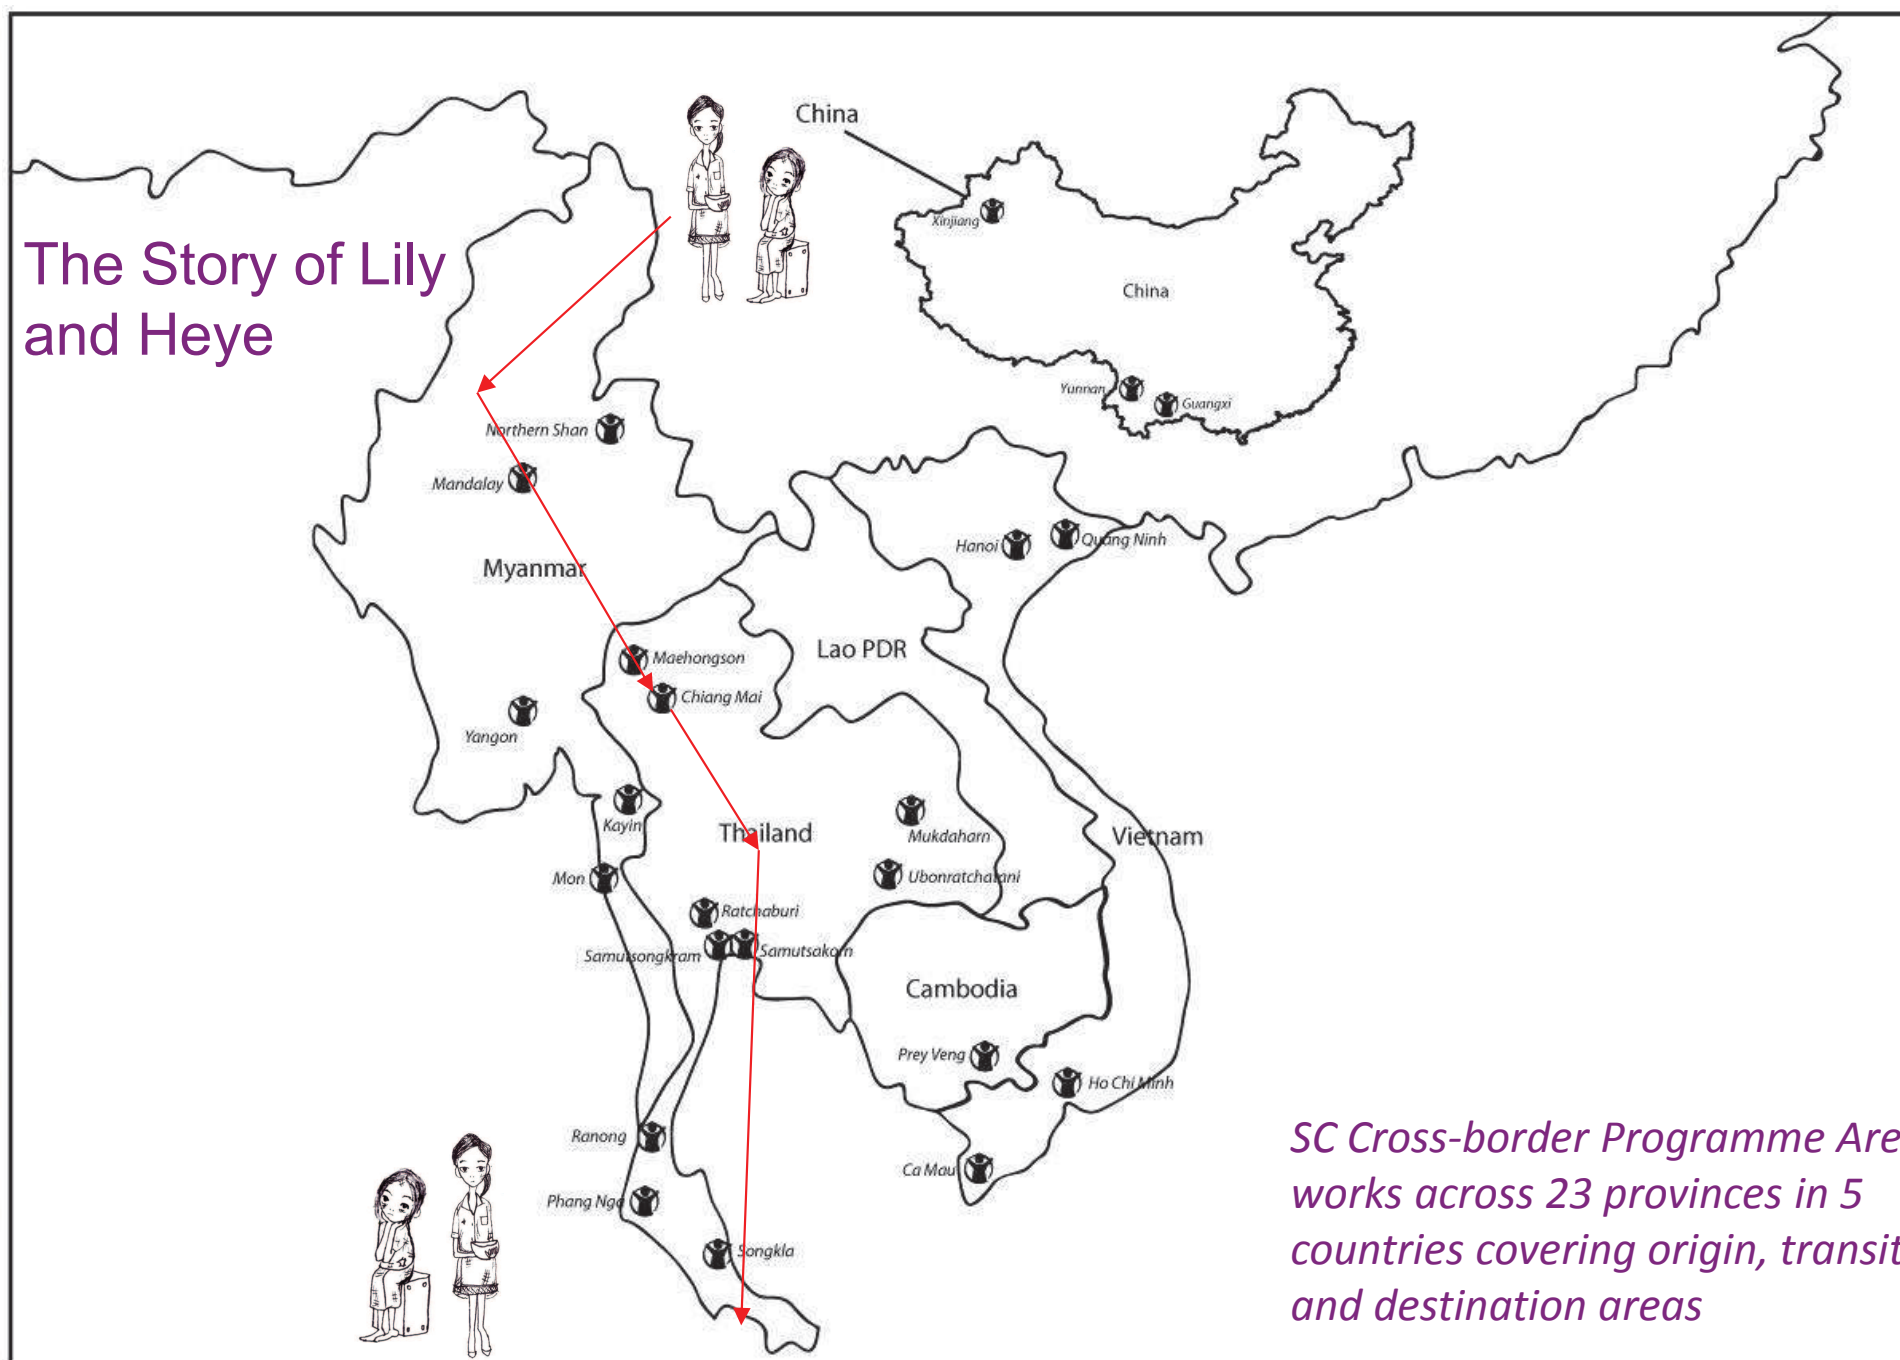 China
Xinjiang
The Story of Lily
and Heye
China
Yunnan
Guangxi
Northern Shan
Mandalay
Hanoi
Quang Ninh
Myanmar
Lao PDR
Maehongson
Chiang Mai
Yangon
Kayin
Thailand
Mukdaharn
Vietnam
Mon
Ubonratchatani
Ratchaburi
Samutsongkram
Samutsakorn
Cambodia
Prey Veng
Ho Chi Minh
Ranong
Ca Mau
Phang Nga
Songkla
SC Cross-border Programme Are
works across 23 provinces in 5
countries covering origin, transit
and destination areas